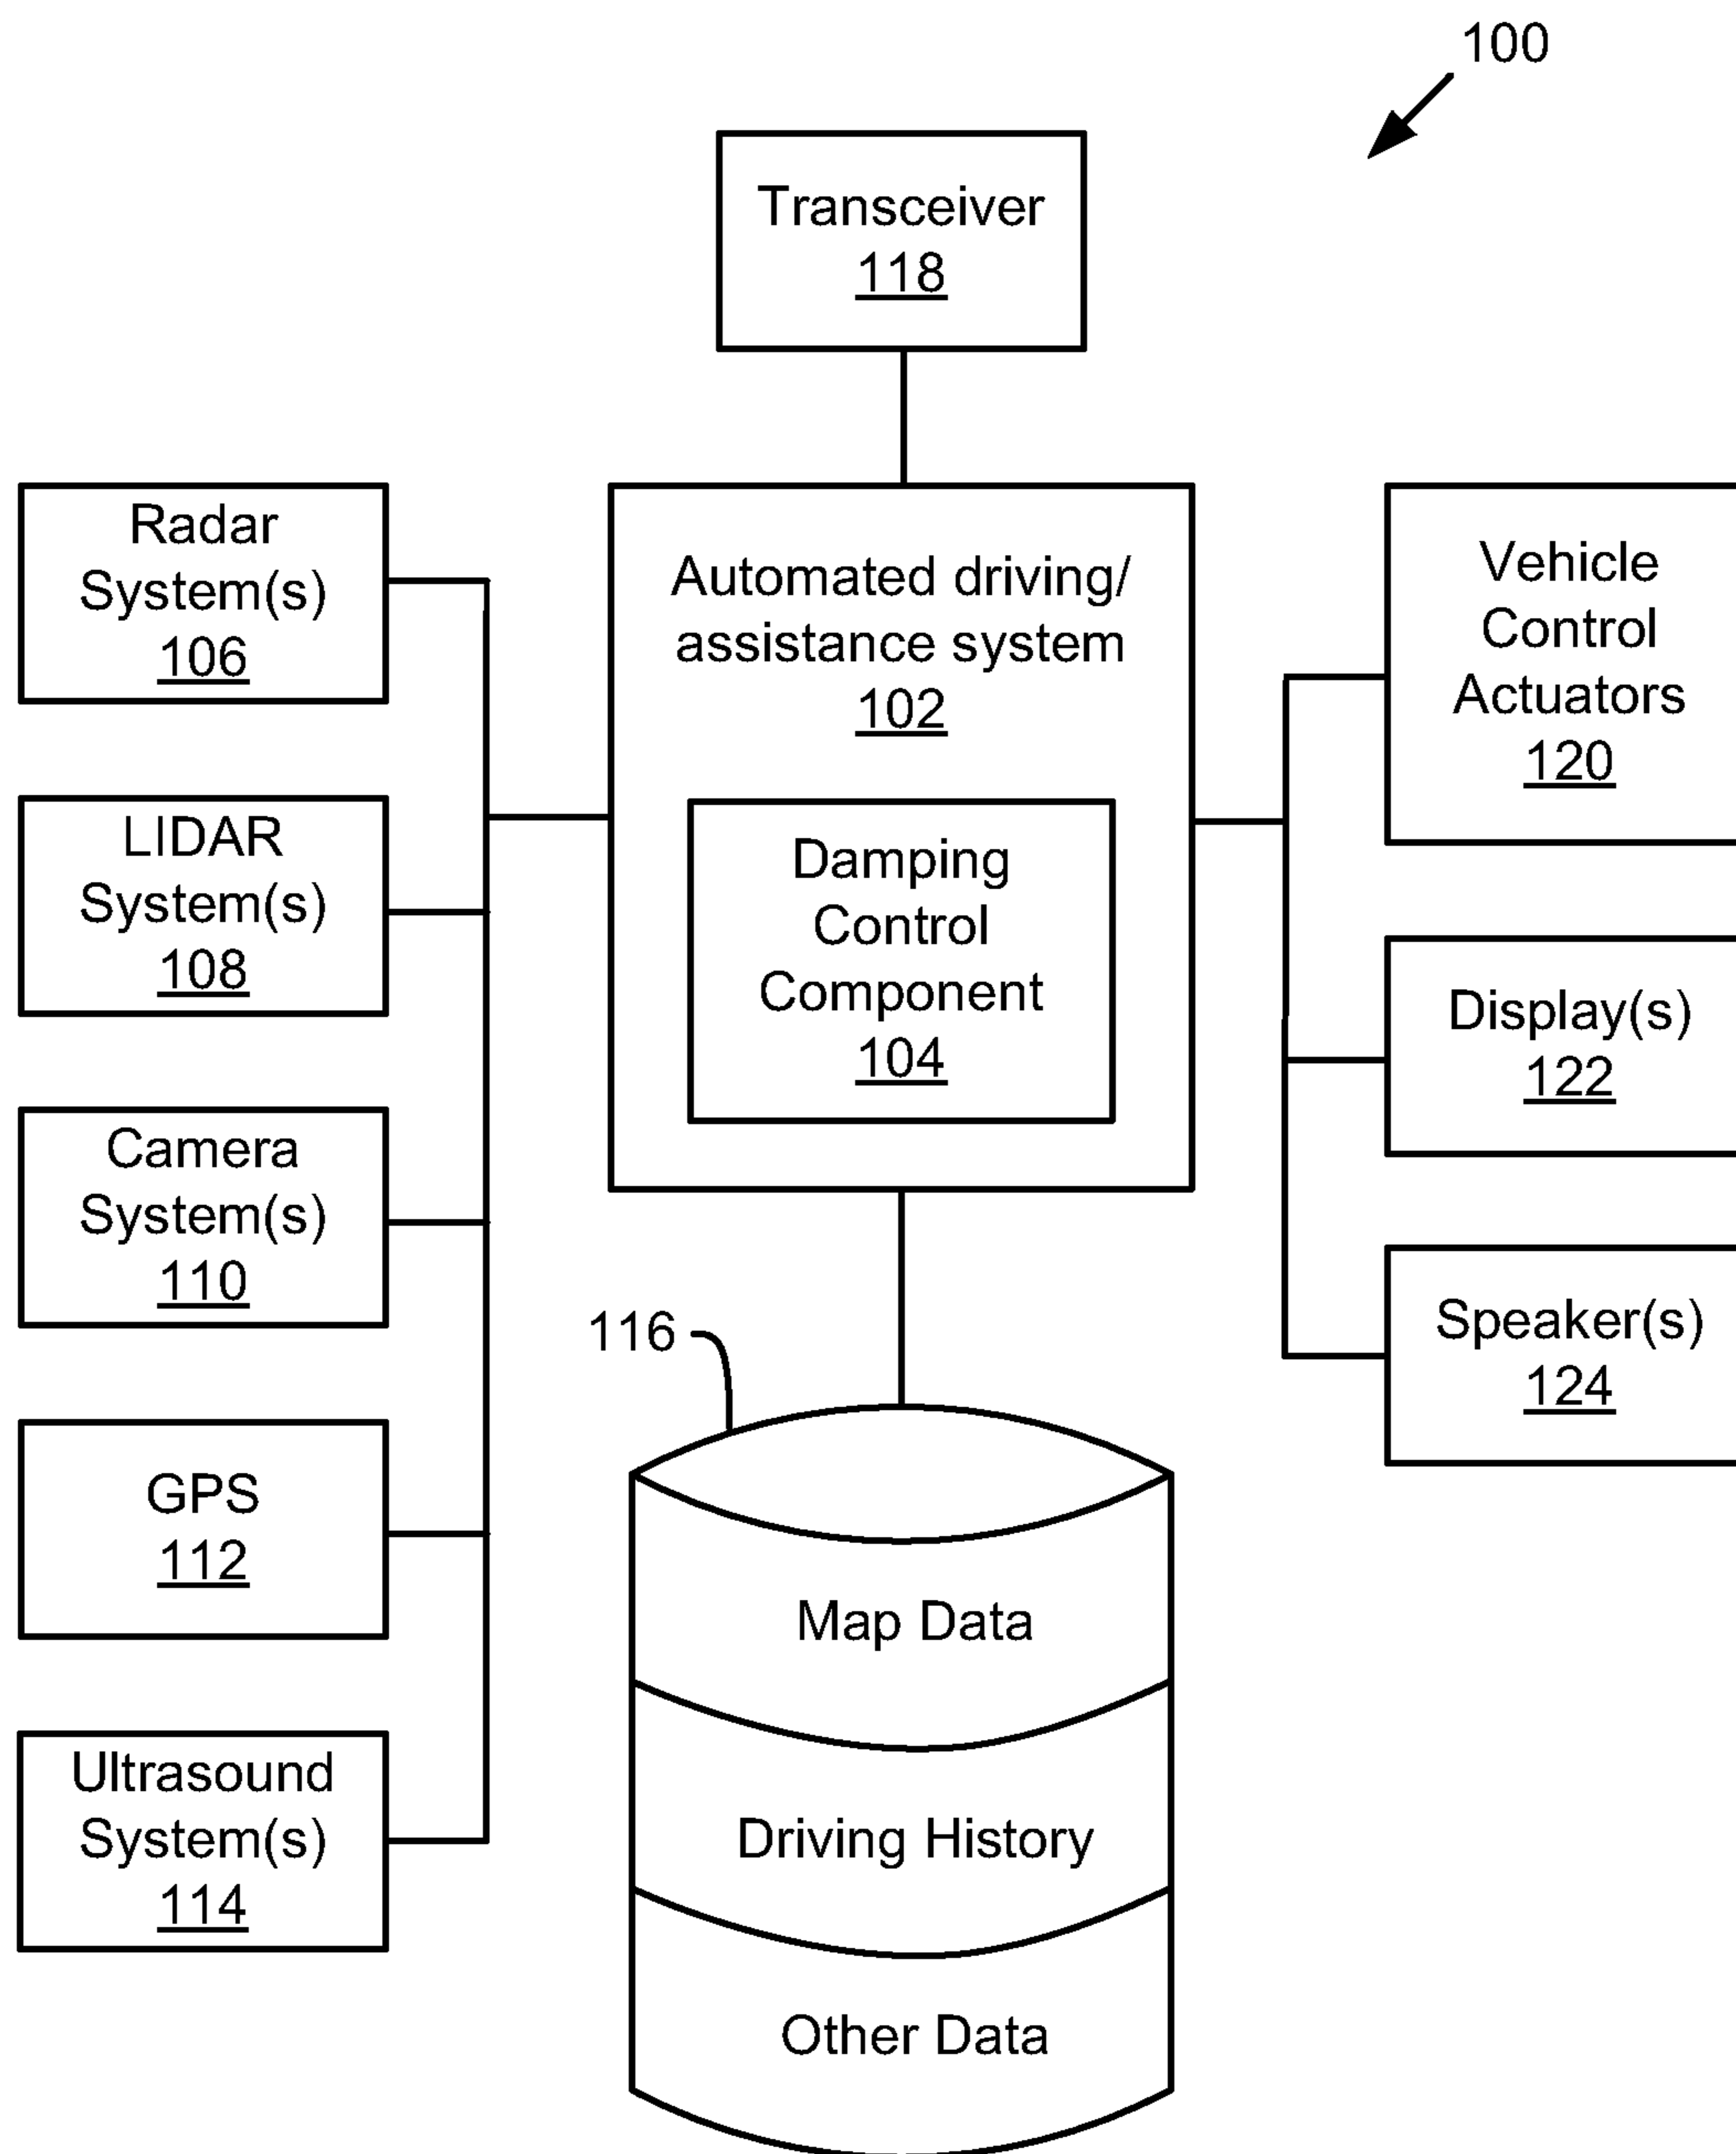 100
Transceiver
118
Radar
System(s)
106
LIDAR
System(s)
108
Camera
System(s)
110
GPS
112
Ultrasound
System(s)
114
Automated driving/
assistance system
102
Damping
Control
Component
104
Vehicle
Control
Actuators
120
Display(s)
122
Speaker(s)
124
116
Map Data
Driving History
Other Data